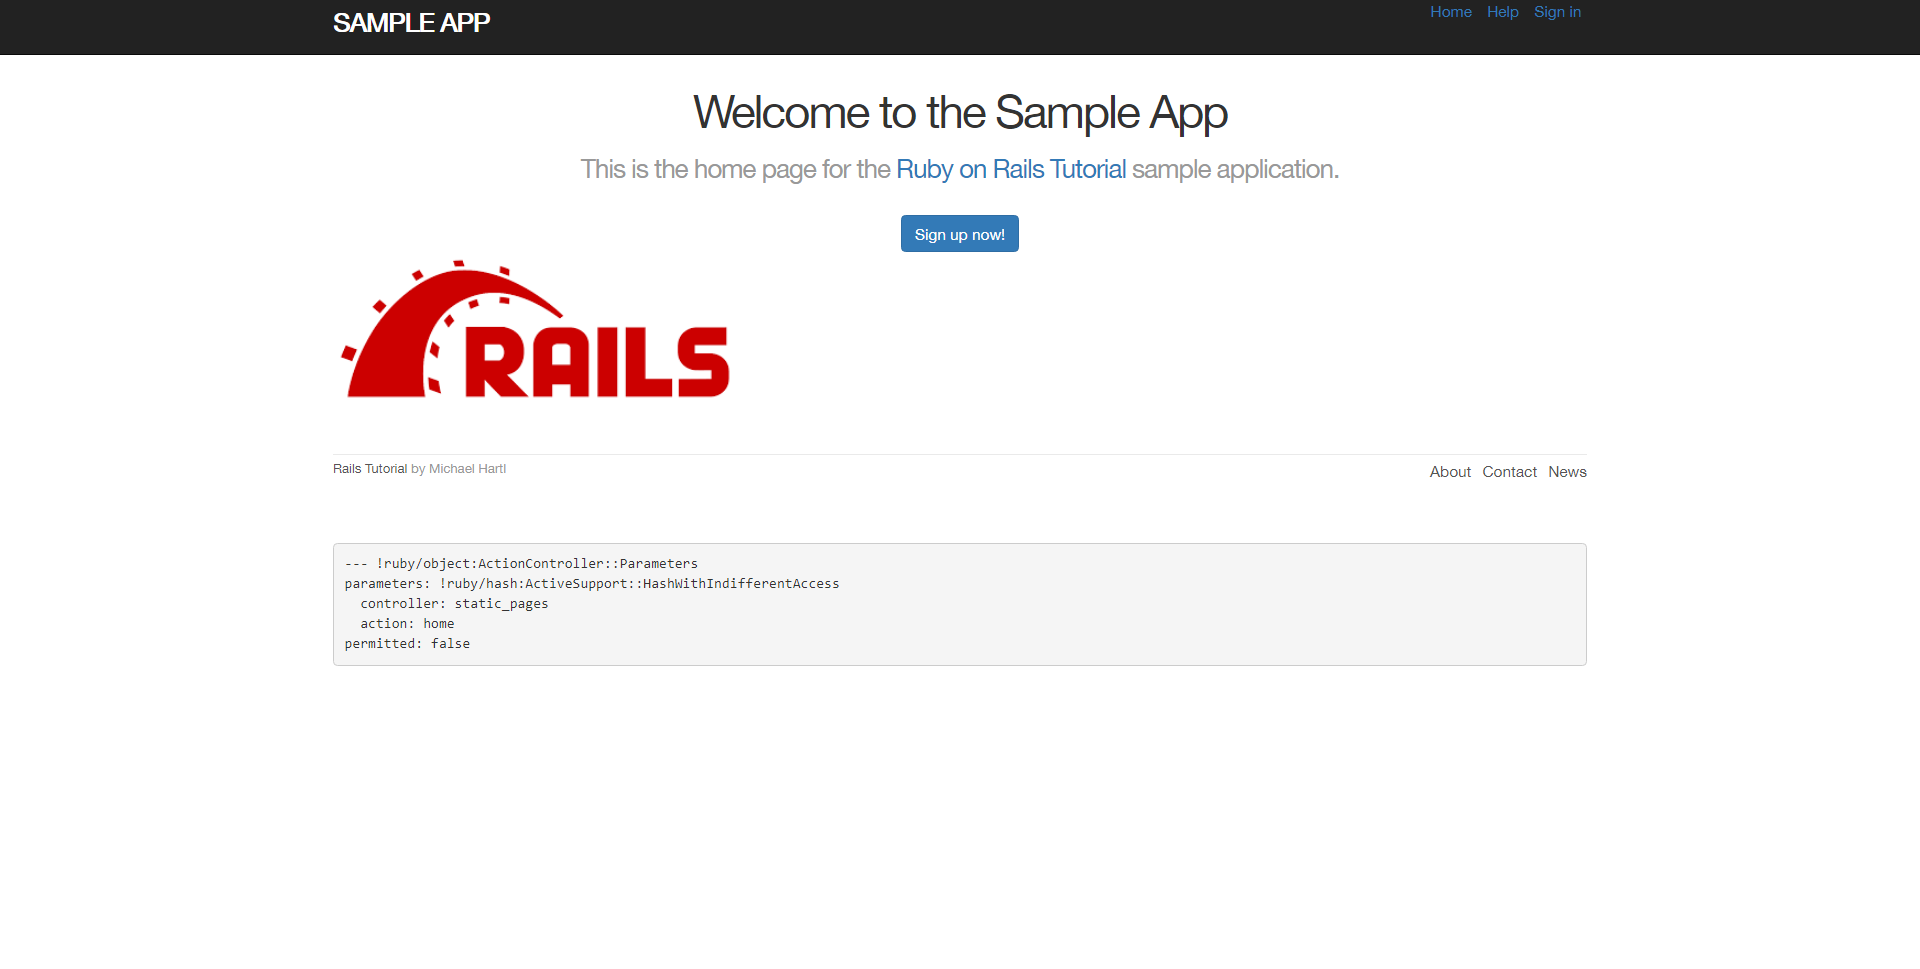 SAMPLE APP
Home Help Sign in
Welcome to the Sample App
This is the home page for the Ruby on Rails Tutorial sample application.
Sign up now!
RAILS
Rails Tutorial by Michael Hartl
About Contact News
--- !ruby/object:ActionController::Parameters
parameters: !ruby/hash:ActiveSupport::HashWithIndifferentAccess
  controller: static_pages
  action: home
permitted: false